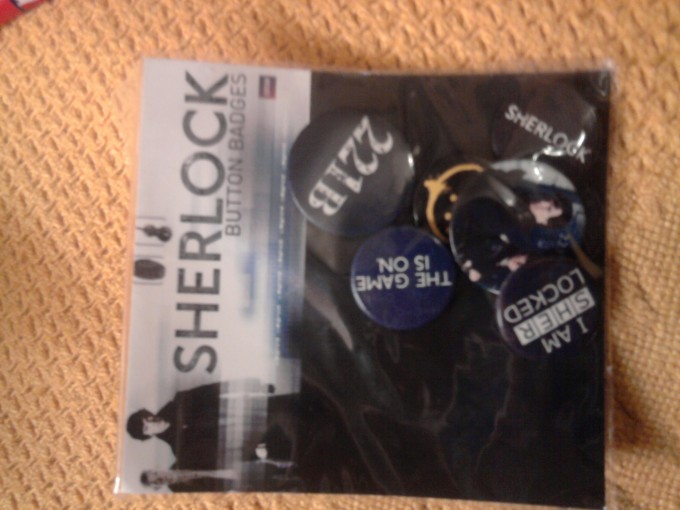 SHERLOCK
BUTTON BADGES
221B
SHERLOCK
THE GAME
IS ON.
I AM
SHER
LOCKED